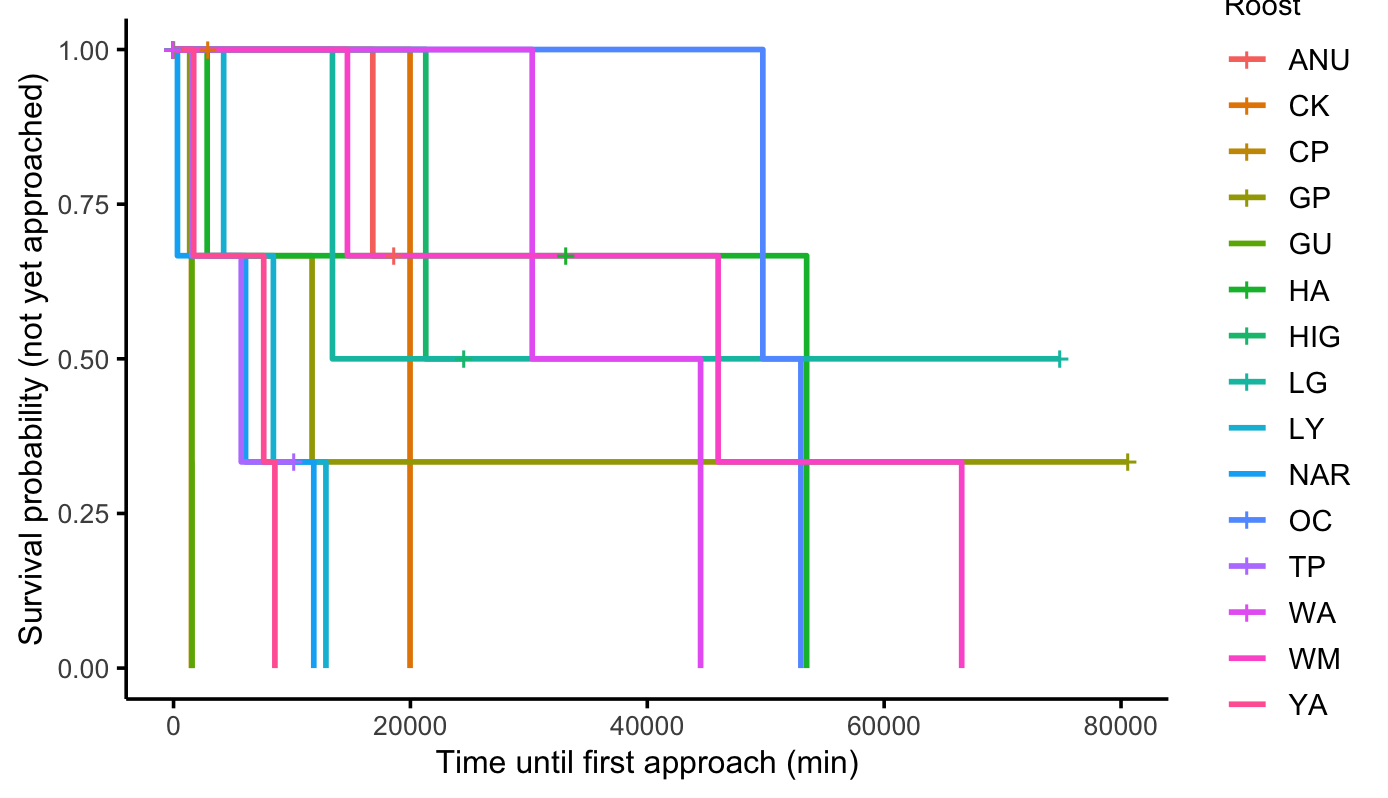 Roost
ANU
CK
CP
GP
GU
HA
HIG
LG
LY
NAR
OC
TP
WA
WM
YA
Survival probability (not yet approached)
1.00
0.75
0.50
0.25
0.00
0 20000 40000 60000 80000
Time until first approach (min)